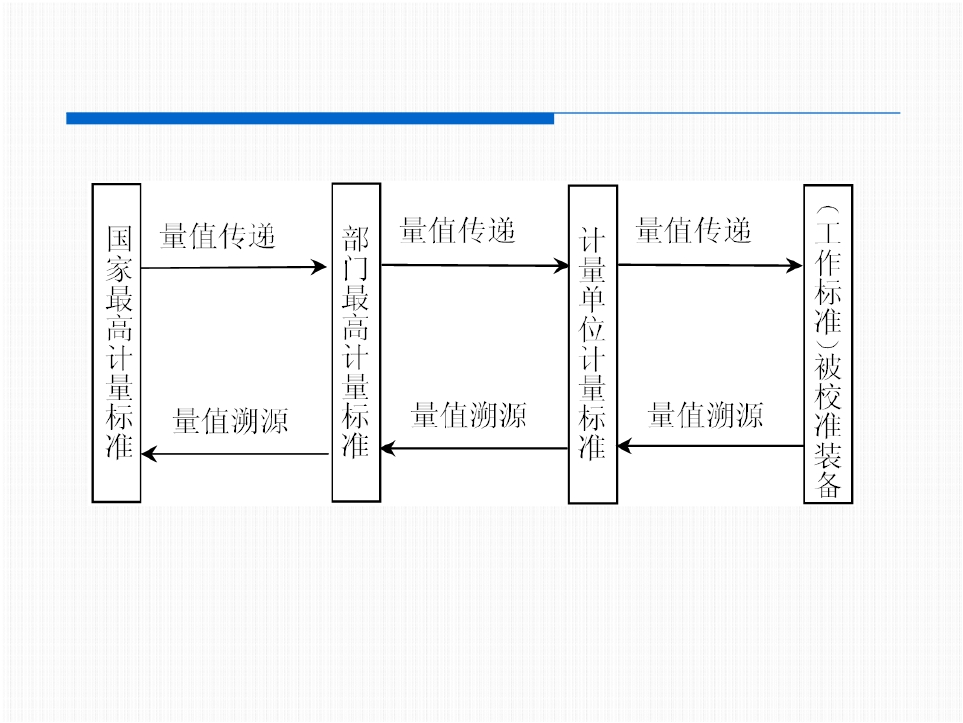 国家最高计量标准
量值传递
量值溯源
部门最高计量标准
量值传递
量值溯源
计量单位计量标准
量值传递
量值溯源
（工作标准）被校准装备